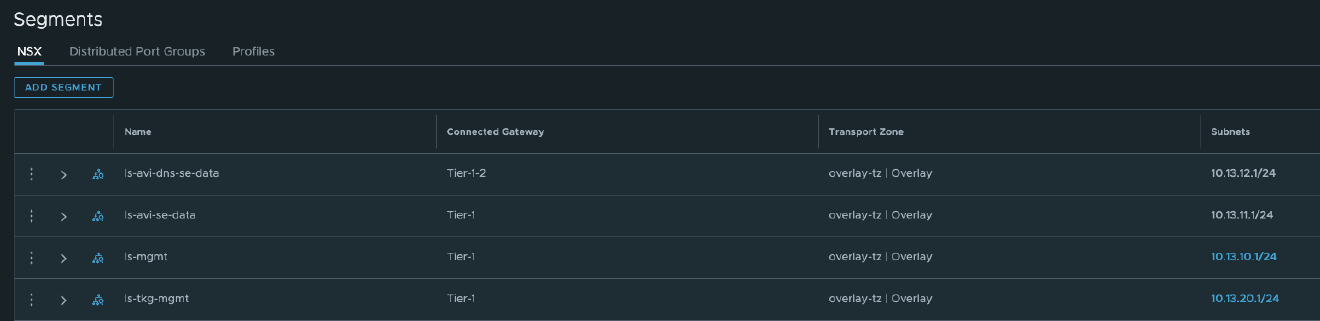 Segments
NSX Distributed Port Groups Profiles
ADD SEGMENT
Name Connected Gateway Transport Zone Subnets
ls-avi-dns-se-data Tier-1-2 overlay-tz | Overlay 10.13.12.1/24
ls-avi-se-data Tier-1 overlay-tz | Overlay 10.13.11.1/24
ls-mgmt Tier-1 overlay-tz | Overlay 10.13.10.1/24
ls-tkg-mgmt Tier-1 overlay-tz | Overlay 10.13.20.1/24